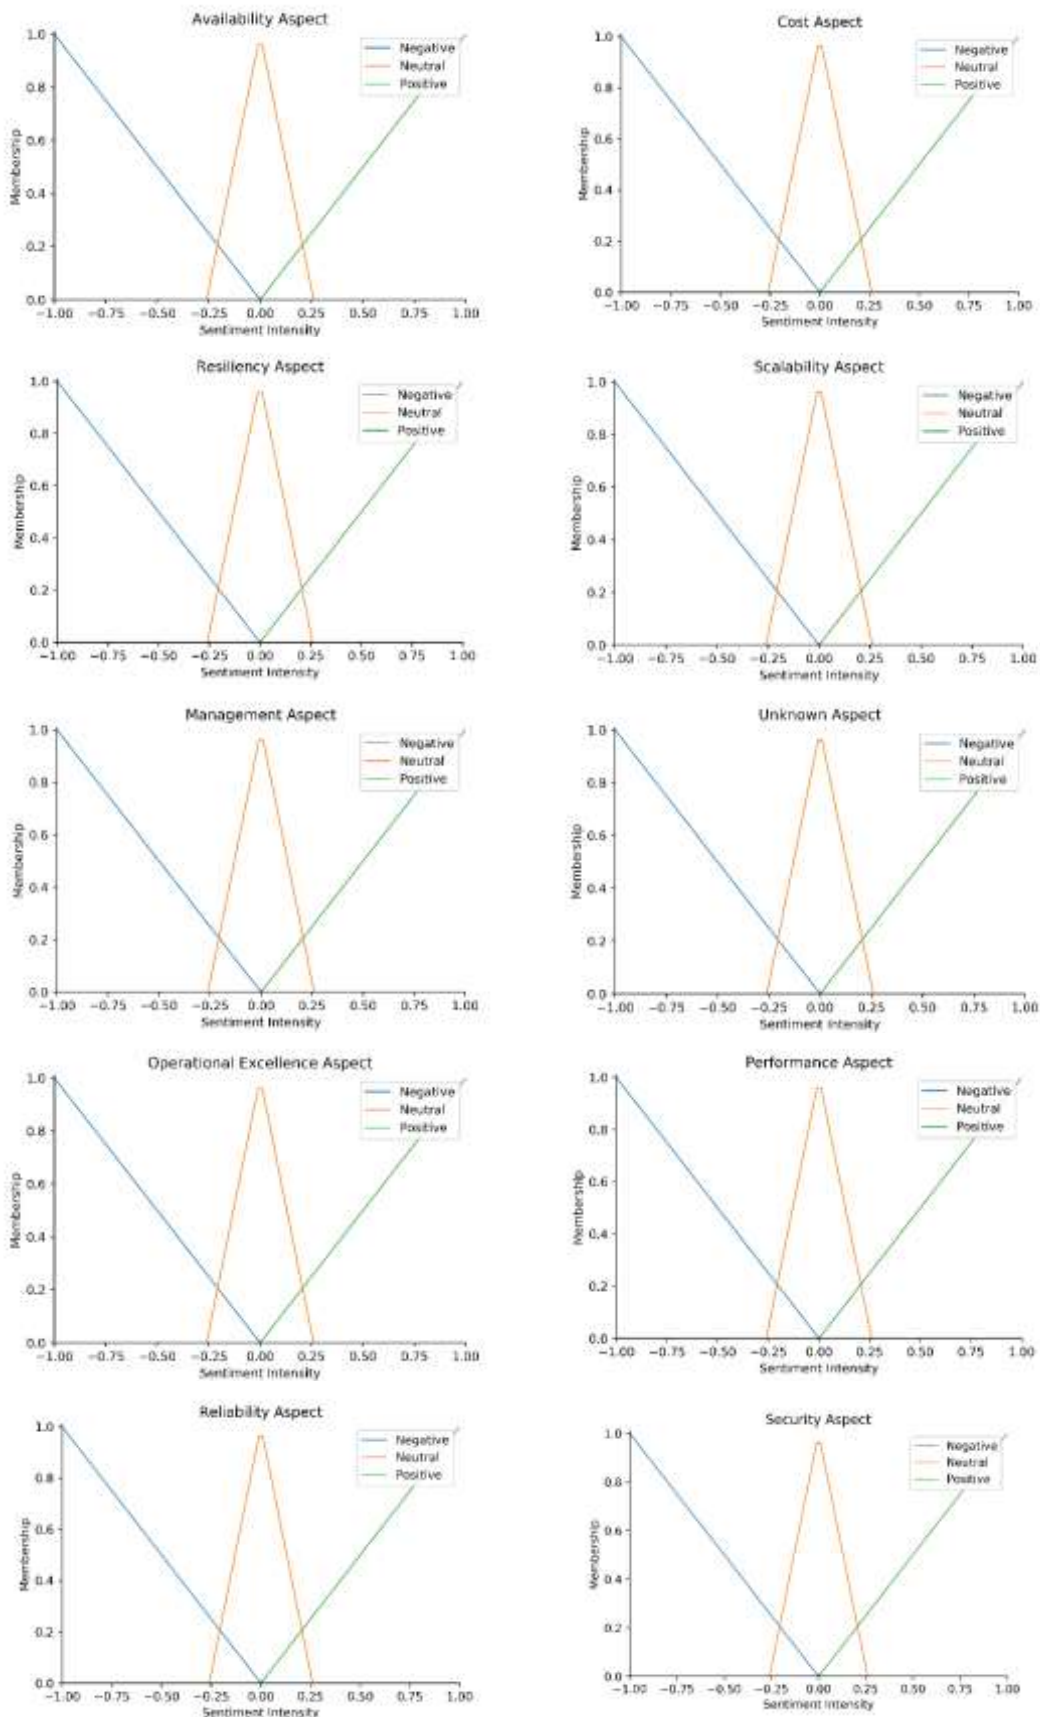 Availability Aspect
1.0
0.8
0.6
0.4
0.2
0.0
Membership
Negative
Neutral
Positive
−1.00 −0.75 −0.50 −0.25 0.00 0.25 0.50 0.75 1.00
Sentiment Intensity
Cost Aspect
1.0
0.8
0.6
0.4
0.2
0.0
Membership
Negative
Neutral
Positive
−1.00 −0.75 −0.50 −0.25 0.00 0.25 0.50 0.75 1.00
Sentiment Intensity
Resiliency Aspect
1.0
0.8
0.6
0.4
0.2
0.0
Membership
Negative
Neutral
Positive
−1.00 −0.75 −0.50 −0.25 0.00 0.25 0.50 0.75 1.00
Sentiment Intensity
Scalability Aspect
1.0
0.8
0.6
0.4
0.2
0.0
Membership
Negative
Neutral
Positive
−1.00 −0.75 −0.50 −0.25 0.00 0.25 0.50 0.75 1.00
Sentiment Intensity
Management Aspect
1.0
0.8
0.6
0.4
0.2
0.0
Membership
Negative
Neutral
Positive
−1.00 −0.75 −0.50 −0.25 0.00 0.25 0.50 0.75 1.00
Sentiment Intensity
Unknown Aspect
1.0
0.8
0.6
0.4
0.2
0.0
Membership
Negative
Neutral
Positive
−1.00 −0.75 −0.50 −0.25 0.00 0.25 0.50 0.75 1.00
Sentiment Intensity
Operational Excellence Aspect
1.0
0.8
0.6
0.4
0.2
0.0
Membership
Negative
Neutral
Positive
−1.00 −0.75 −0.50 −0.25 0.00 0.25 0.50 0.75 1.00
Sentiment Intensity
Performance Aspect
1.0
0.8
0.6
0.4
0.2
0.0
Membership
Negative
Neutral
Positive
−1.00 −0.75 −0.50 −0.25 0.00 0.25 0.50 0.75 1.00
Sentiment Intensity
Reliability Aspect
1.0
0.8
0.6
0.4
0.2
0.0
Membership
Negative
Neutral
Positive
−1.00 −0.75 −0.50 −0.25 0.00 0.25 0.50 0.75 1.00
Sentiment Intensity
Security Aspect
1.0
0.8
0.6
0.4
0.2
0.0
Membership
Negative
Neutral
Positive
−1.00 −0.75 −0.50 −0.25 0.00 0.25 0.50 0.75 1.00
Sentiment Intensity